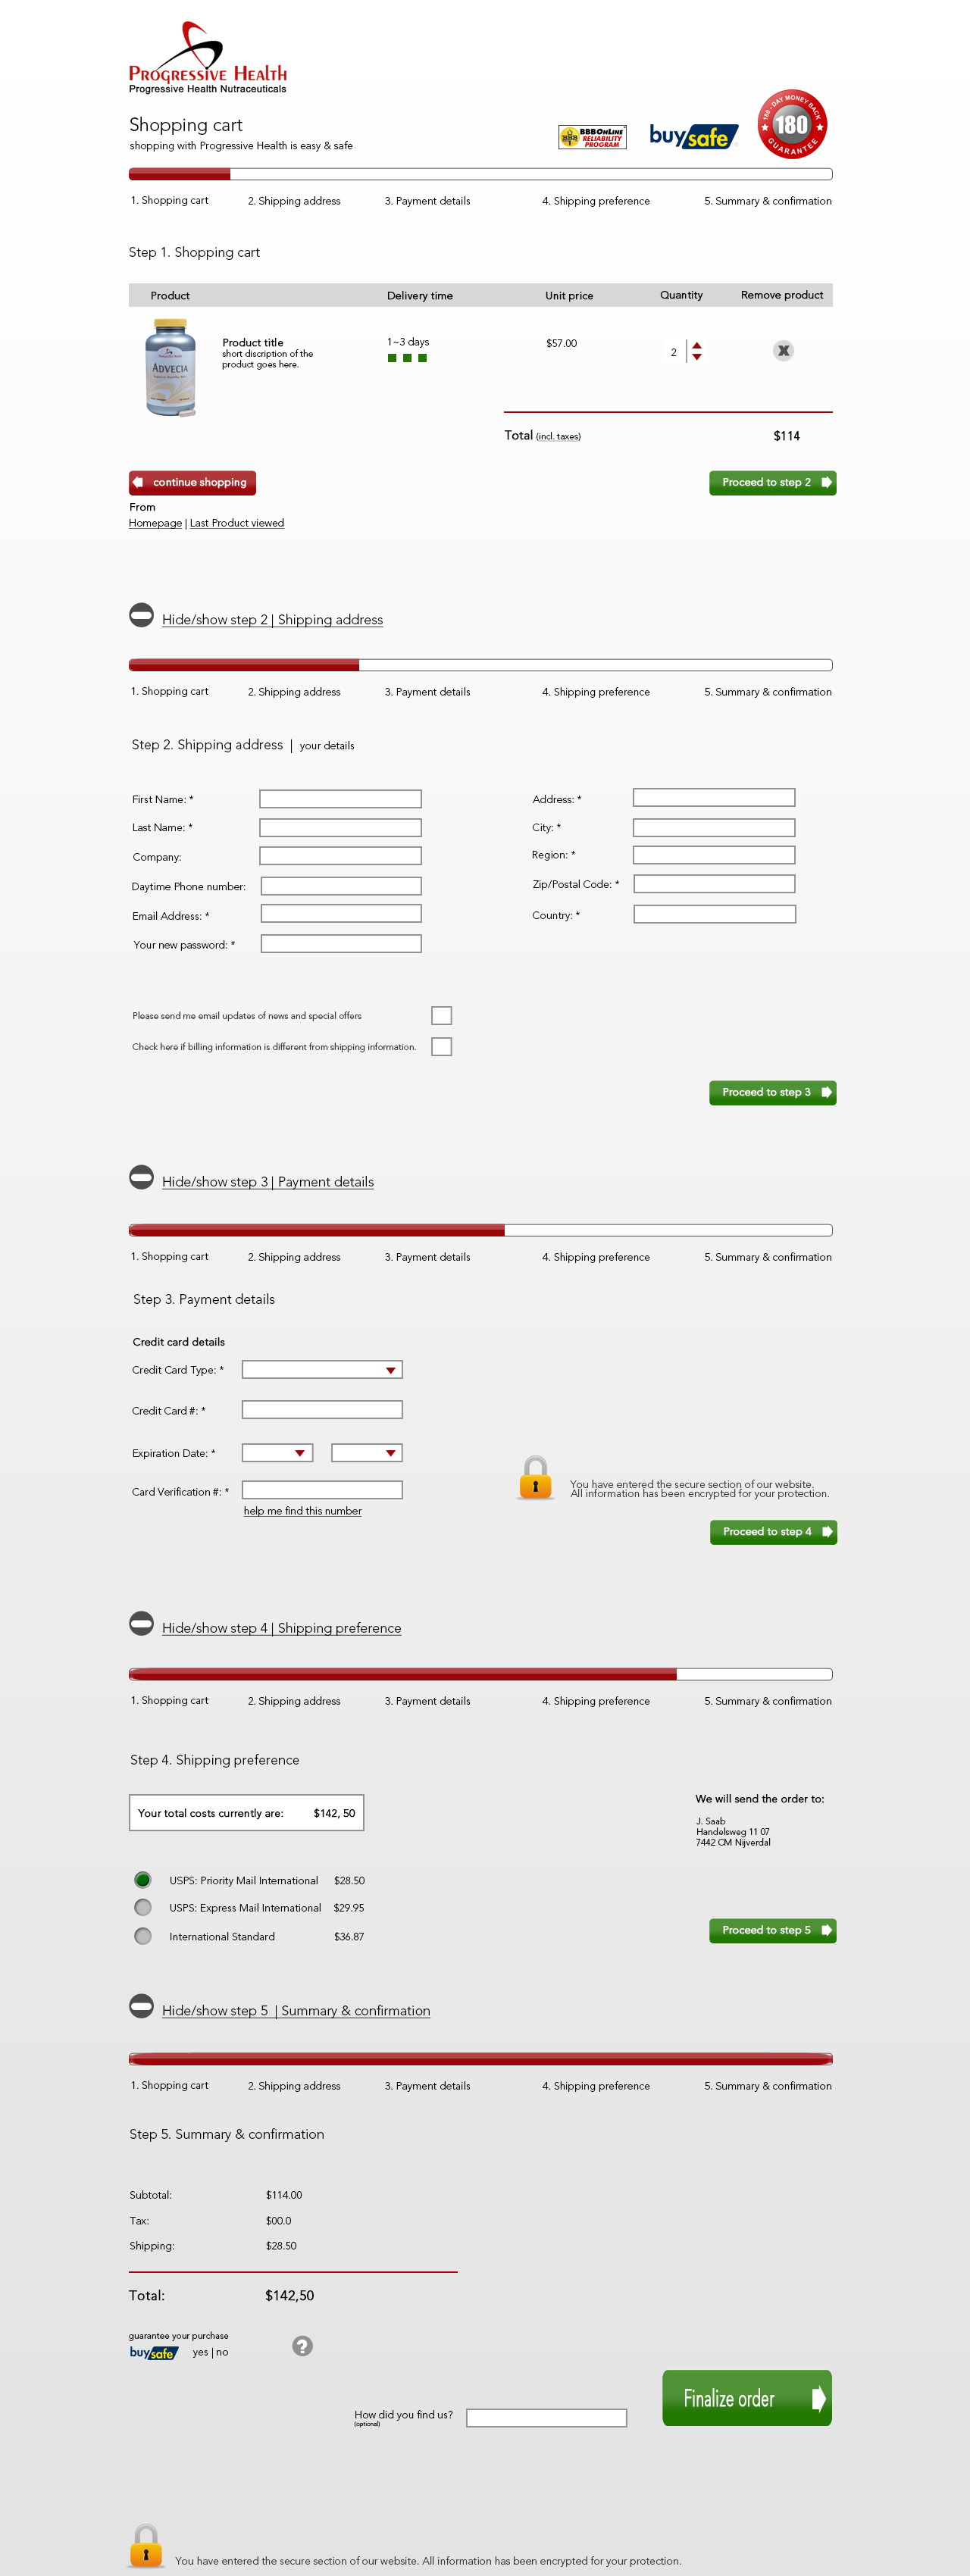 PROGRESSIVE HEALTH
Progressive Health Nutraceuticals
Shopping cart
shopping with Progressive Health is easy & safe
BBBOnLine
RELIABILITY
PROGRAM
buySafe
180 - DAY MONEY BACK
180
GUARANTEE
1. Shopping cart 2. Shipping address 3. Payment details 4. Shipping preference 5. Summary & confirmation
Step 1. Shopping cart
Product Delivery time Unit price Quantity Remove product
ADVECIA
Product title
short discription of the
product goes here.
1~3 days
$57.00
2
X
Total (incl. taxes) $114
continue shopping
Proceed to step 2
From
Homepage | Last Product viewed
Hide/show step 2 | Shipping address
1. Shopping cart 2. Shipping address 3. Payment details 4. Shipping preference 5. Summary & confirmation
Step 2. Shipping address | your details
First Name: * Address: *
Last Name: * City: *
Company: Region: *
Daytime Phone number: Zip/Postal Code: *
Email Address: * Country: *
Your new password: *
Please send me email updates of news and special offers
Check here if billing information is different from shipping information.
Proceed to step 3
Hide/show step 3 | Payment details
1. Shopping cart 2. Shipping address 3. Payment details 4. Shipping preference 5. Summary & confirmation
Step 3. Payment details
Credit card details
Credit Card Type: *
Credit Card #: *
Expiration Date: *
Card Verification #: *
help me find this number
You have entered the secure section of our website.
All information has been encrypted for your protection.
Proceed to step 4
Hide/show step 4 | Shipping preference
1. Shopping cart 2. Shipping address 3. Payment details 4. Shipping preference 5. Summary & confirmation
Step 4. Shipping preference
Your total costs currently are: $142, 50
We will send the order to:
J. Saab
Handelsweg 11 07
7442 CM Nijverdal
USPS: Priority Mail International $28.50
USPS: Express Mail International $29.95
International Standard $36.87
Proceed to step 5
Hide/show step 5 | Summary & confirmation
1. Shopping cart 2. Shipping address 3. Payment details 4. Shipping preference 5. Summary & confirmation
Step 5. Summary & confirmation
Subtotal: $114.00
Tax: $00.0
Shipping: $28.50
Total: $142,50
guarantee your purchase
buySafe yes | no
?
How did you find us?
(optional)
Finalize order
You have entered the secure section of our website. All information has been encrypted for your protection.